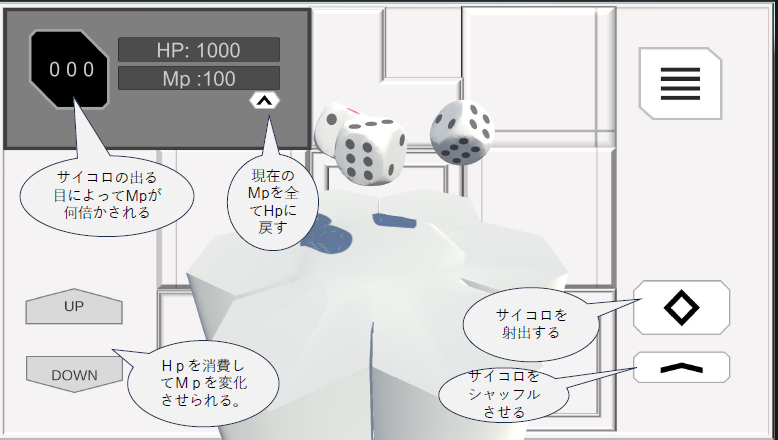 HP: 1000
0 0 0
Mp :100
サイコロの出る
目によってMpが
何倍かされる
現在の
Mpを全
てHpに
戻す
UP
DOWN
Hpを消費し
てMpを変化
させられる。
サイコロを
射出する
サイコロを
シャッフル
させる